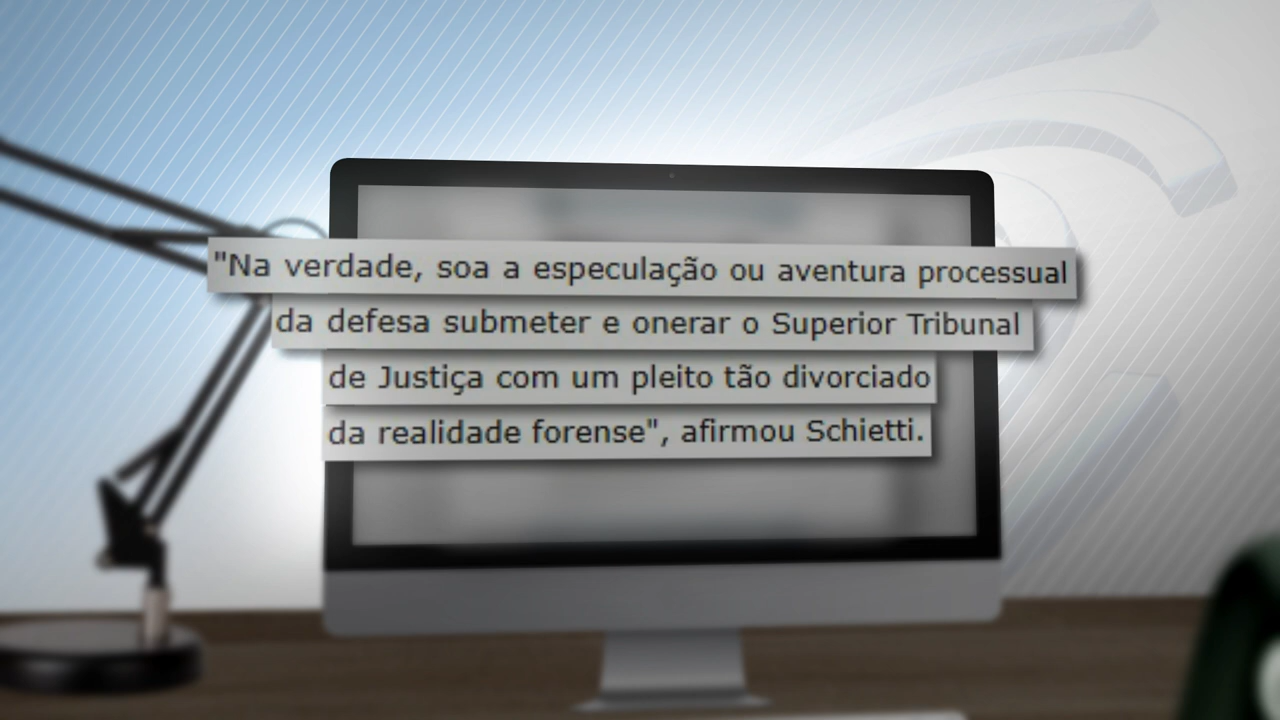 "Na verdade, soa a especulação ou aventura processual
da defesa submeter e onerar o Superior Tribunal
de Justiça com um pleito tão divorciado
da realidade forense", afirmou Schietti.